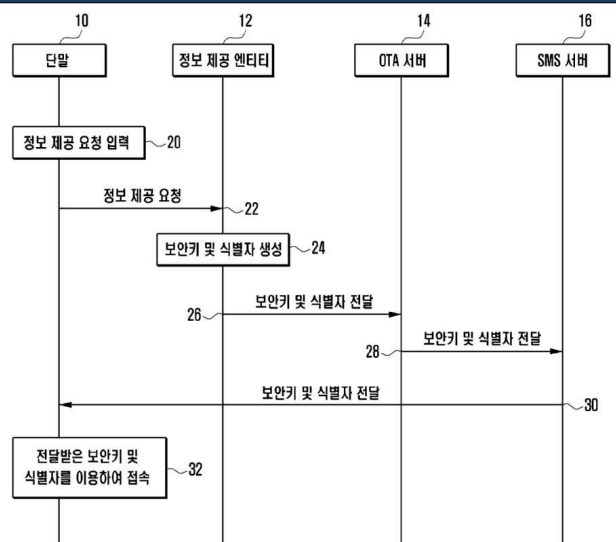 10
12
14
16
단말
정보 제공 엔티티
OTA 서버
SMS 서버
정보 제공 요청 입력
20
정보 제공 요청
22
보안키 및 식별자 생성
24
보안키 및 식별자 전달
26
보안키 및 식별자 전달
28
보안키 및 식별자 전달
30
전달받은 보안키 및
식별자를 이용하여 접속
32